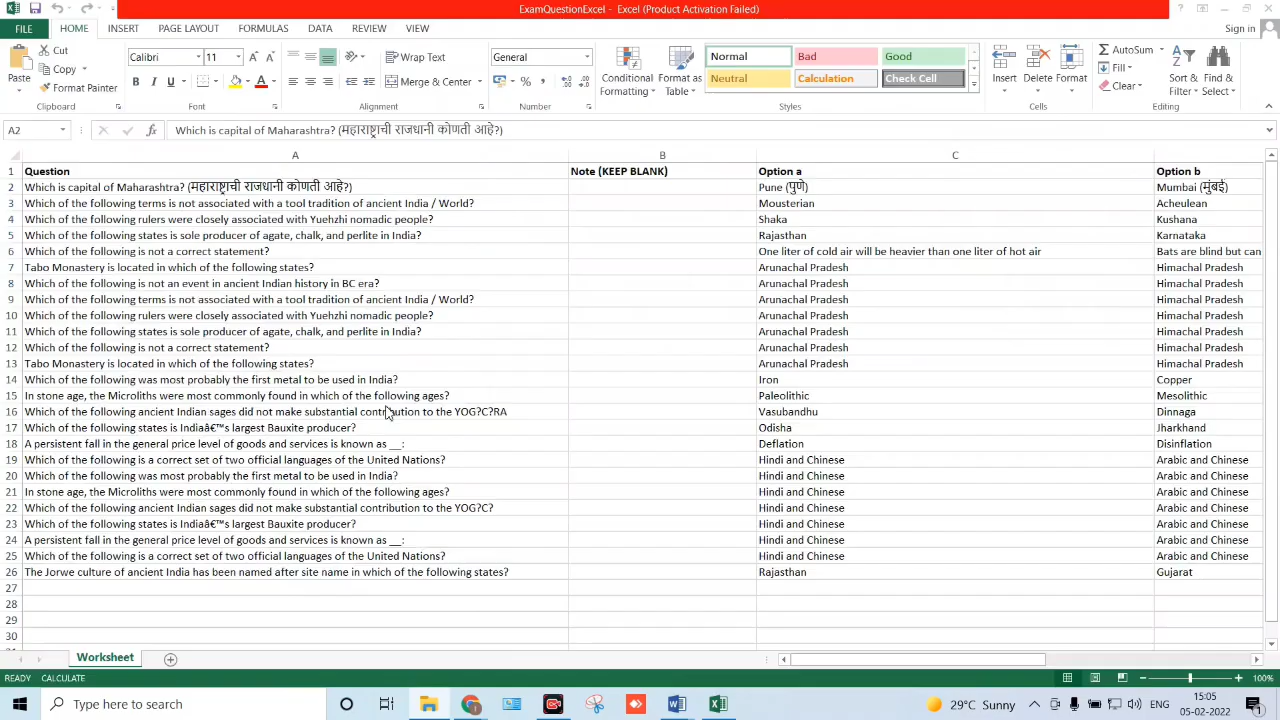 ExamQuestionExcel - Excel (Product Activation Failed)
FILE HOME INSERT PAGE LAYOUT FORMULAS DATA REVIEW VIEW Sign in
Paste Cut Copy Format Painter Clipboard
Calibri 11 B I U A Font
Wrap Text Merge & Center Alignment
General % , Number
Conditional Formatting Format as Table Normal Bad Good Neutral Calculation Check Cell Styles
Insert Delete Format Cells
AutoSum Fill Clear Sort & Filter Find & Select Editing
A2 fx Which is capital of Maharashtra? (महाराष्ट्राची राजधानी कोणती आहे?)
A B C
1 Question Note (KEEP BLANK) Option a Option b
2 Which is capital of Maharashtra? (महाराष्ट्राची राजधानी कोणती आहे?) Pune (पुणे) Mumbai (मुंबई)
3 Which of the following terms is not associated with a tool tradition of ancient India / World? Mousterian Acheulean
4 Which of the following rulers were closely associated with Yuehzhi nomadic people? Shaka Kushana
5 Which of the following states is sole producer of agate, chalk, and perlite in India? Rajasthan Karnataka
6 Which of the following is not a correct statement? One liter of cold air will be heavier than one liter of hot air Bats are blind but can
7 Tabo Monastery is located in which of the following states? Arunachal Pradesh Himachal Pradesh
8 Which of the following is not an event in ancient Indian history in BC era? Arunachal Pradesh Himachal Pradesh
9 Which of the following terms is not associated with a tool tradition of ancient India / World? Arunachal Pradesh Himachal Pradesh
10 Which of the following rulers were closely associated with Yuehzhi nomadic people? Arunachal Pradesh Himachal Pradesh
11 Which of the following states is sole producer of agate, chalk, and perlite in India? Arunachal Pradesh Himachal Pradesh
12 Which of the following is not a correct statement? Arunachal Pradesh Himachal Pradesh
13 Tabo Monastery is located in which of the following states? Arunachal Pradesh Himachal Pradesh
14 Which of the following was most probably the first metal to be used in India? Iron Copper
15 In stone age, the Microliths were most commonly found in which of the following ages? Paleolithic Mesolithic
16 Which of the following ancient Indian sages did not make substantial contribution to the YOG?C?RA Vasubandhu Dinnaga
17 Which of the following states is Indiaâ€™s largest Bauxite producer? Odisha Jharkhand
18 A persistent fall in the general price level of goods and services is known as __: Deflation Disinflation
19 Which of the following is a correct set of two official languages of the United Nations? Hindi and Chinese Arabic and Chinese
20 Which of the following was most probably the first metal to be used in India? Hindi and Chinese Arabic and Chinese
21 In stone age, the Microliths were most commonly found in which of the following ages? Hindi and Chinese Arabic and Chinese
22 Which of the following ancient Indian sages did not make substantial contribution to the YOG?C? Hindi and Chinese Arabic and Chinese
23 Which of the following states is Indiaâ€™s largest Bauxite producer? Hindi and Chinese Arabic and Chinese
24 A persistent fall in the general price level of goods and services is known as __: Hindi and Chinese Arabic and Chinese
25 Which of the following is a correct set of two official languages of the United Nations? Hindi and Chinese Arabic and Chinese
26 The Jorwe culture of ancient India has been named after site name in which of the following states? Rajasthan Gujarat
27
28
29
30
Worksheet
READY CALCULATE 100%
Type here to search 29°C Sunny 15:05
05-02-2022